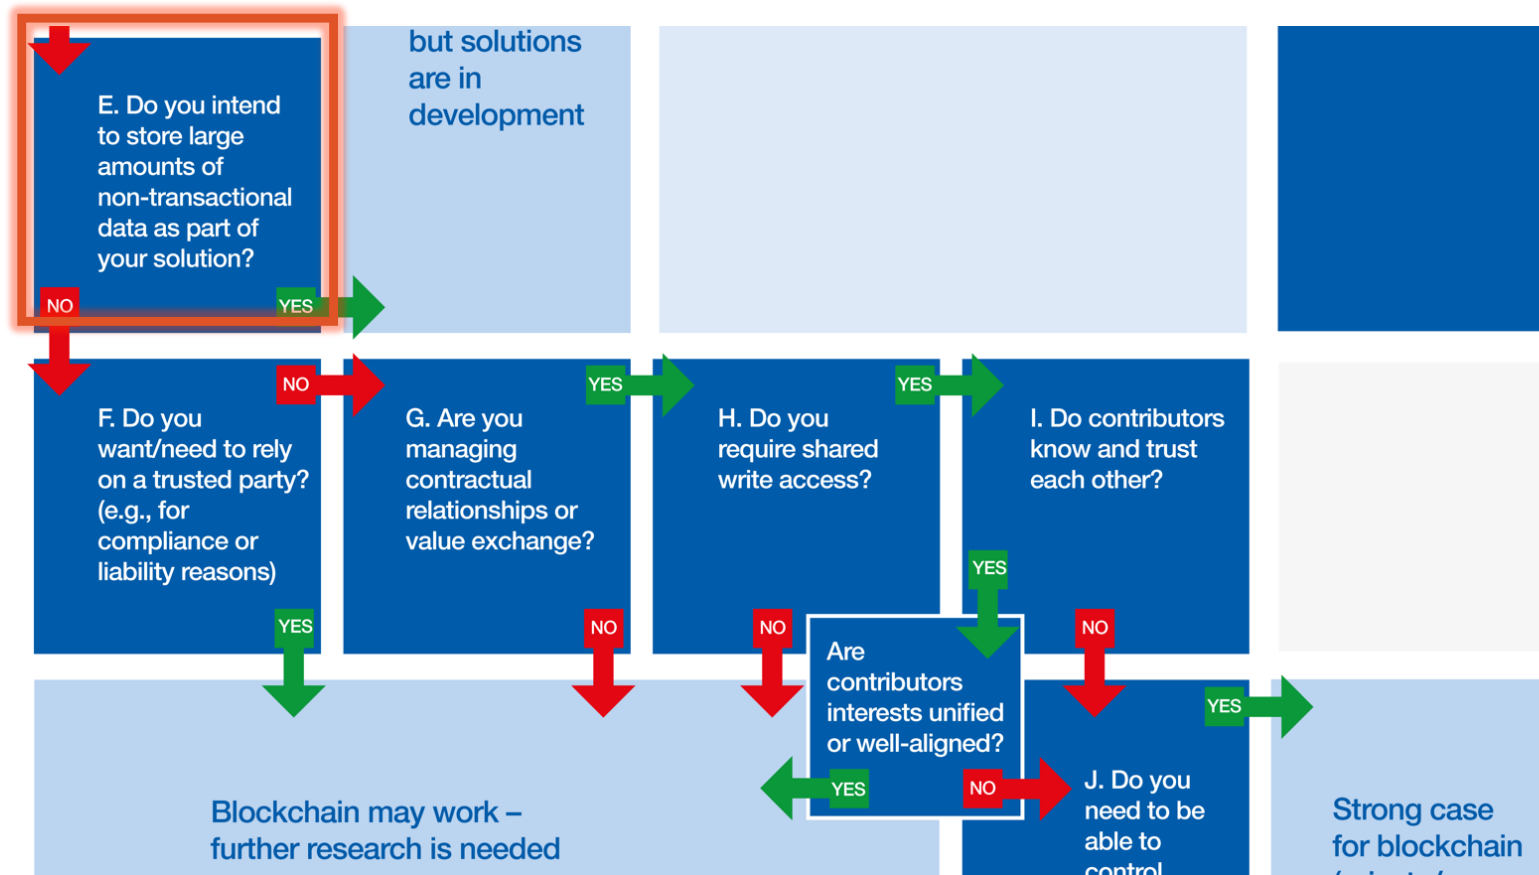 but solutions
are in
development
E. Do you intend
to store large
amounts of
non-transactional
data as part of
your solution?
NO
YES
F. Do you
want/need to rely
on a trusted party?
(e.g., for
compliance or
liability reasons)
NO
YES
G. Are you
managing
contractual
relationships or
value exchange?
YES
NO
H. Do you
require shared
write access?
YES
NO
I. Do contributors
know and trust
each other?
YES
NO
Are
contributors
interests unified
or well-aligned?
YES
NO
J. Do you
need to be
able to
control
YES
Blockchain may work –
further research is needed
Strong case
for blockchain